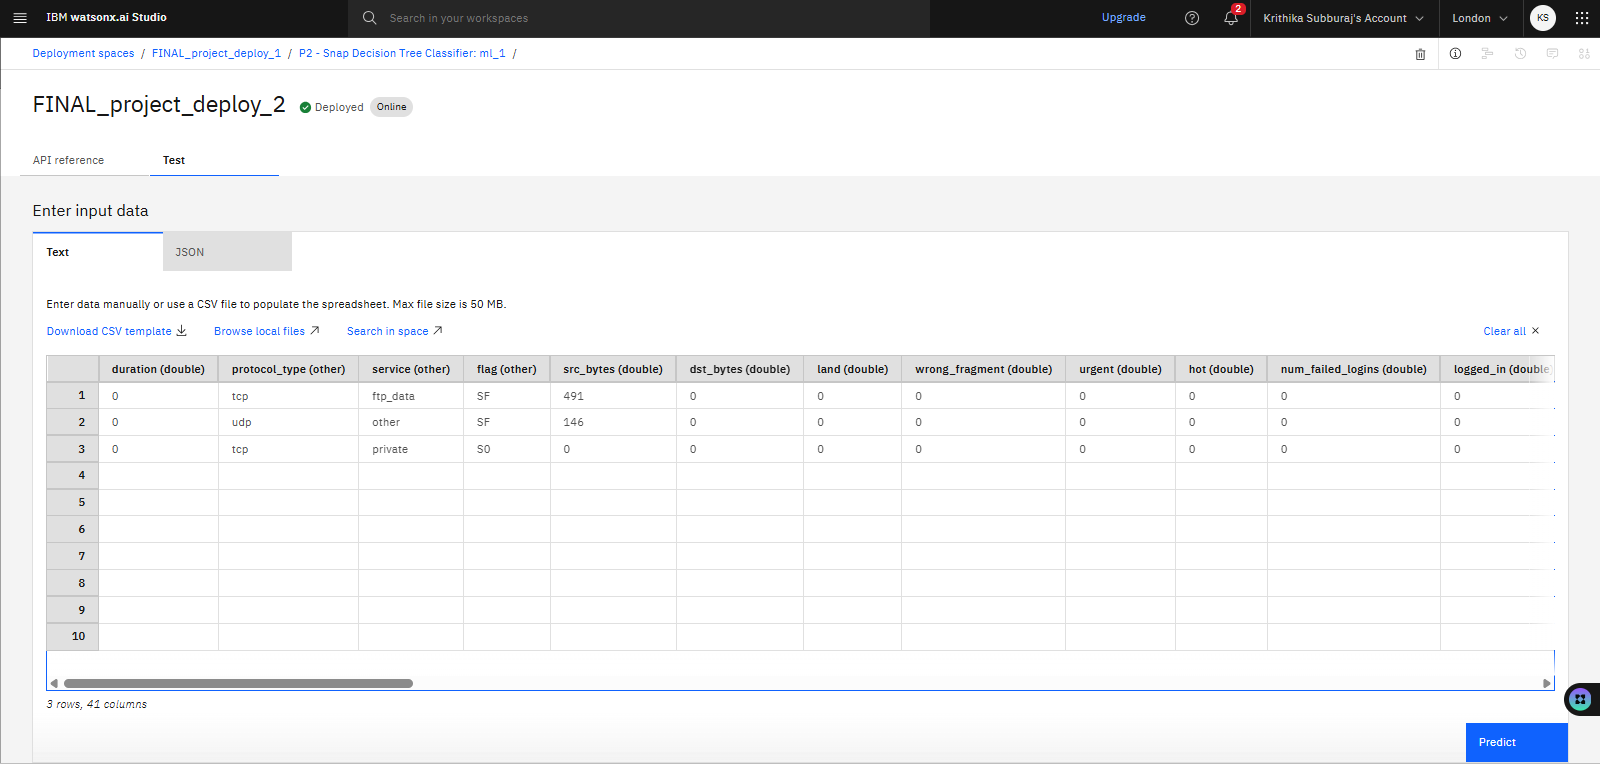 IBM watsonx.ai Studio
Search in your workspaces
Upgrade
2
Krithika Subburaj's Account
London
KS
Deployment spaces / FINAL_project_deploy_1 / P2 - Snap Decision Tree Classifier: ml_1 /
FINAL_project_deploy_2
Deployed
Online
API reference
Test
Enter input data
Text
JSON
Enter data manually or use a CSV file to populate the spreadsheet. Max file size is 50 MB.
Download CSV template
Browse local files
Search in space
Clear all
duration (double) protocol_type (other) service (other) flag (other) src_bytes (double) dst_bytes (double) land (double) wrong_fragment (double) urgent (double) hot (double) num_failed_logins (double) logged_in (double)
1 0 tcp ftp_data SF 491 0 0 0 0 0 0 0
2 0 udp other SF 146 0 0 0 0 0 0 0
3 0 tcp private S0 0 0 0 0 0 0 0 0
4
5
6
7
8
9
10
3 rows, 41 columns
Predict